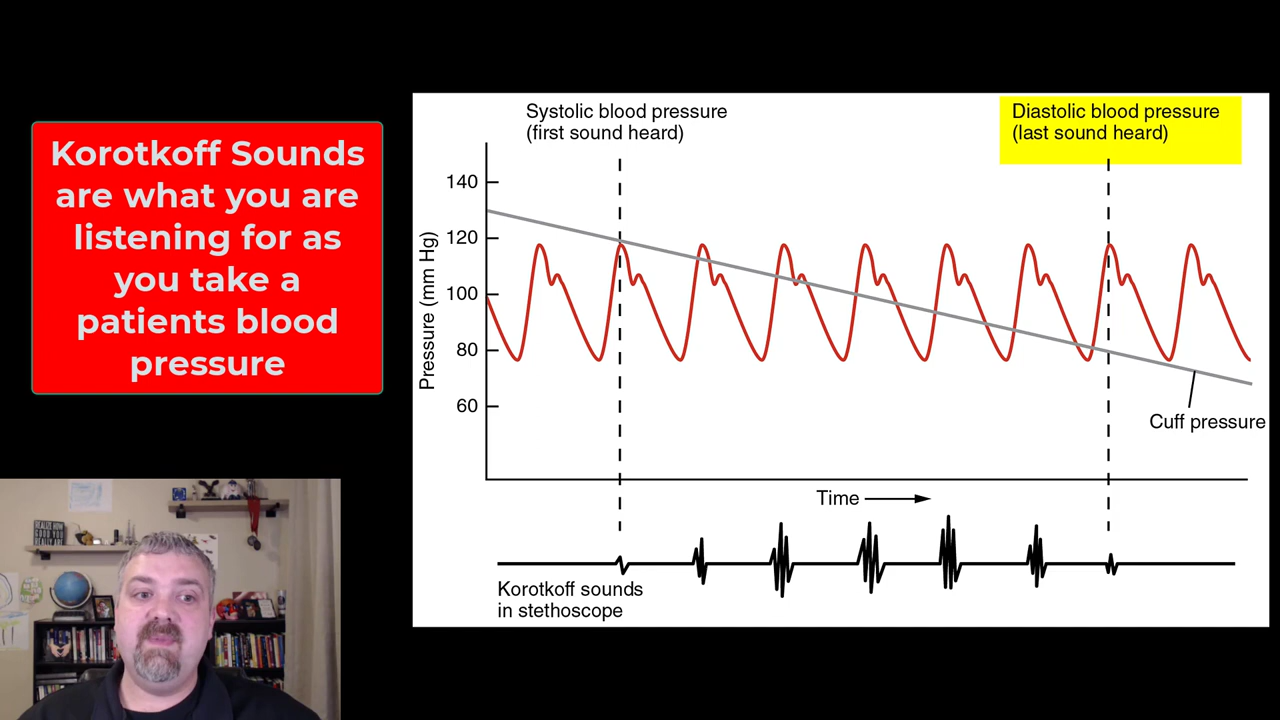 Korotkoff Sounds
are what you are
listening for as
you take a
patients blood
pressure
Systolic blood pressure
(first sound heard)
Diastolic blood pressure
(last sound heard)
Pressure (mm Hg)
140
120
100
80
60
Cuff pressure
Time
Korotkoff sounds
in stethoscope